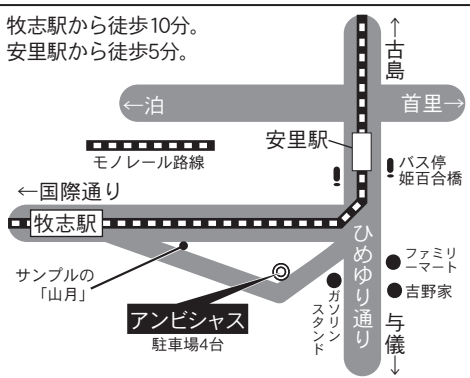 牧志駅から徒歩10分。
安里駅から徒歩5分。
←古島
←泊
首里→
安里駅
モノレール路線
バス停
姫百合橋
←国際通り
牧志駅
ひめゆり通り
サンプルの
「山月」
ファミリ
ーマート
吉野家
ガソリン
スタンド
アンビシャス
駐車場4台
与儀→